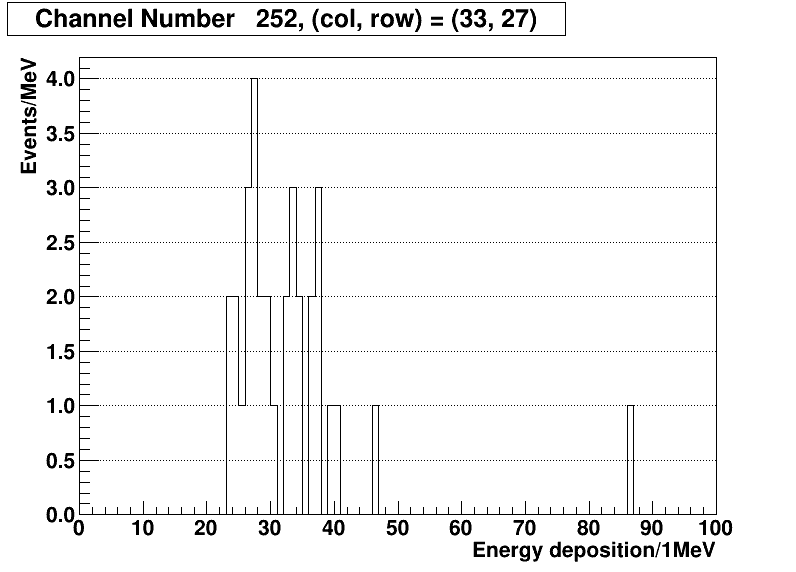 Channel Number   252, (col, row) = (33, 27)
Events/MeV
4.0
3.5
3.0
2.5
2.0
1.5
1.0
0.5
0.0
0 10 20 30 40 50 60 70 80 90 100
Energy deposition/1MeV